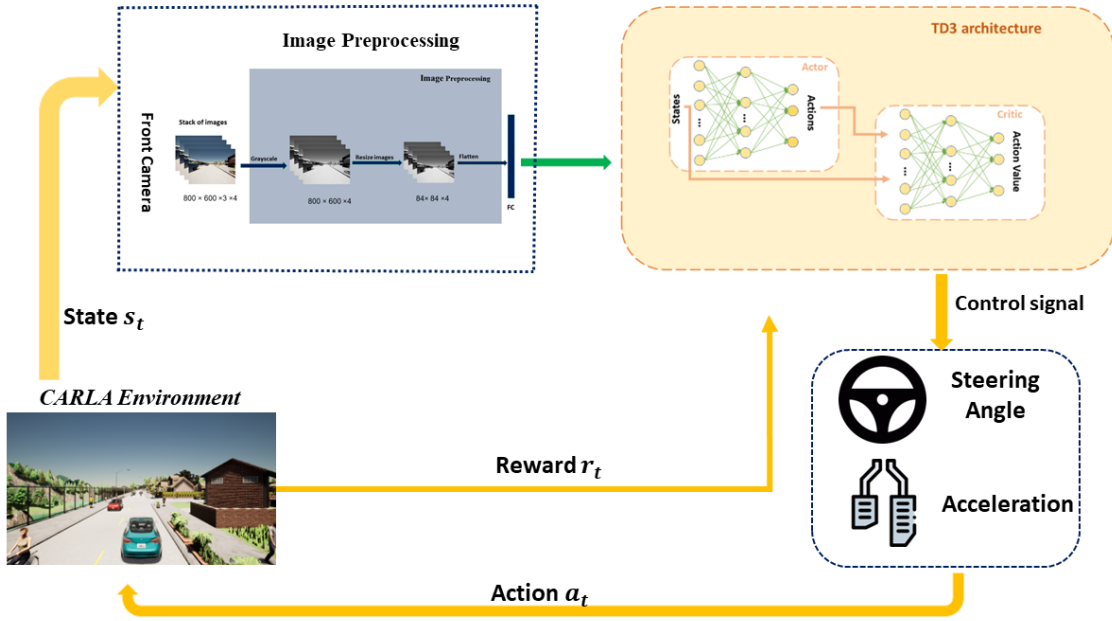 Image Preprocessing
Image Preprocessing
Front Camera
Stack of images
Grayscale
Resize images
Flatten
800 × 600 ×3 ×4
800 × 600 ×4
84× 84 ×4
FC
TD3 architecture
Actor
States
...
...
Actions
Critic
...
...
Action Value
State s_t
Control signal
CARLA Environment
Steering
Angle
Reward r_t
Acceleration
Action a_t